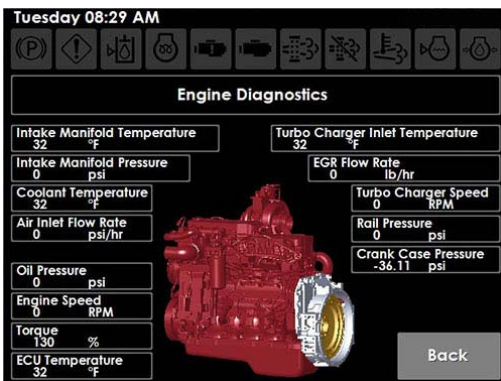 Tuesday 08:29 AM
(P)
Engine Diagnostics
Intake Manifold Temperature
32 °F
Turbo Charger Inlet Temperature
32 °F
Intake Manifold Pressure
0 psi
EGR Flow Rate
0 lb/hr
Coolant Temperature
32 °F
Turbo Charger Speed
0 RPM
Air Inlet Flow Rate
0 psi/hr
Rail Pressure
0 psi
Crank Case Pressure
-36.11 psi
Oil Pressure
0 psi
Engine Speed
0 RPM
Torque
130 %
ECU Temperature
32 °F
Back